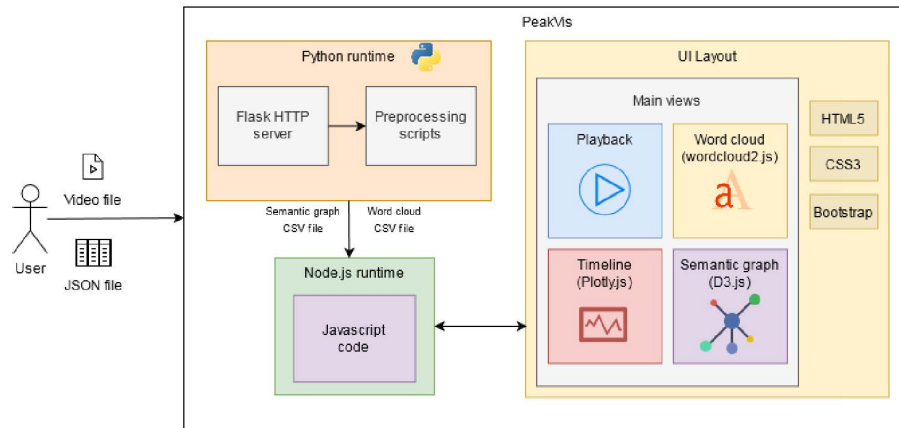 PeakVis
Python runtime
Flask HTTP
server
Preprocessing
scripts
Video file
User
JSON file
Semantic graph
CSV file
Word cloud
CSV file
Node.js runtime
Javascript
code
UI Layout
Main views
Playback
Word cloud
(wordcloud2.js)
Timeline
(Plotly.js)
Semantic graph
(D3.js)
HTML5
CSS3
Bootstrap